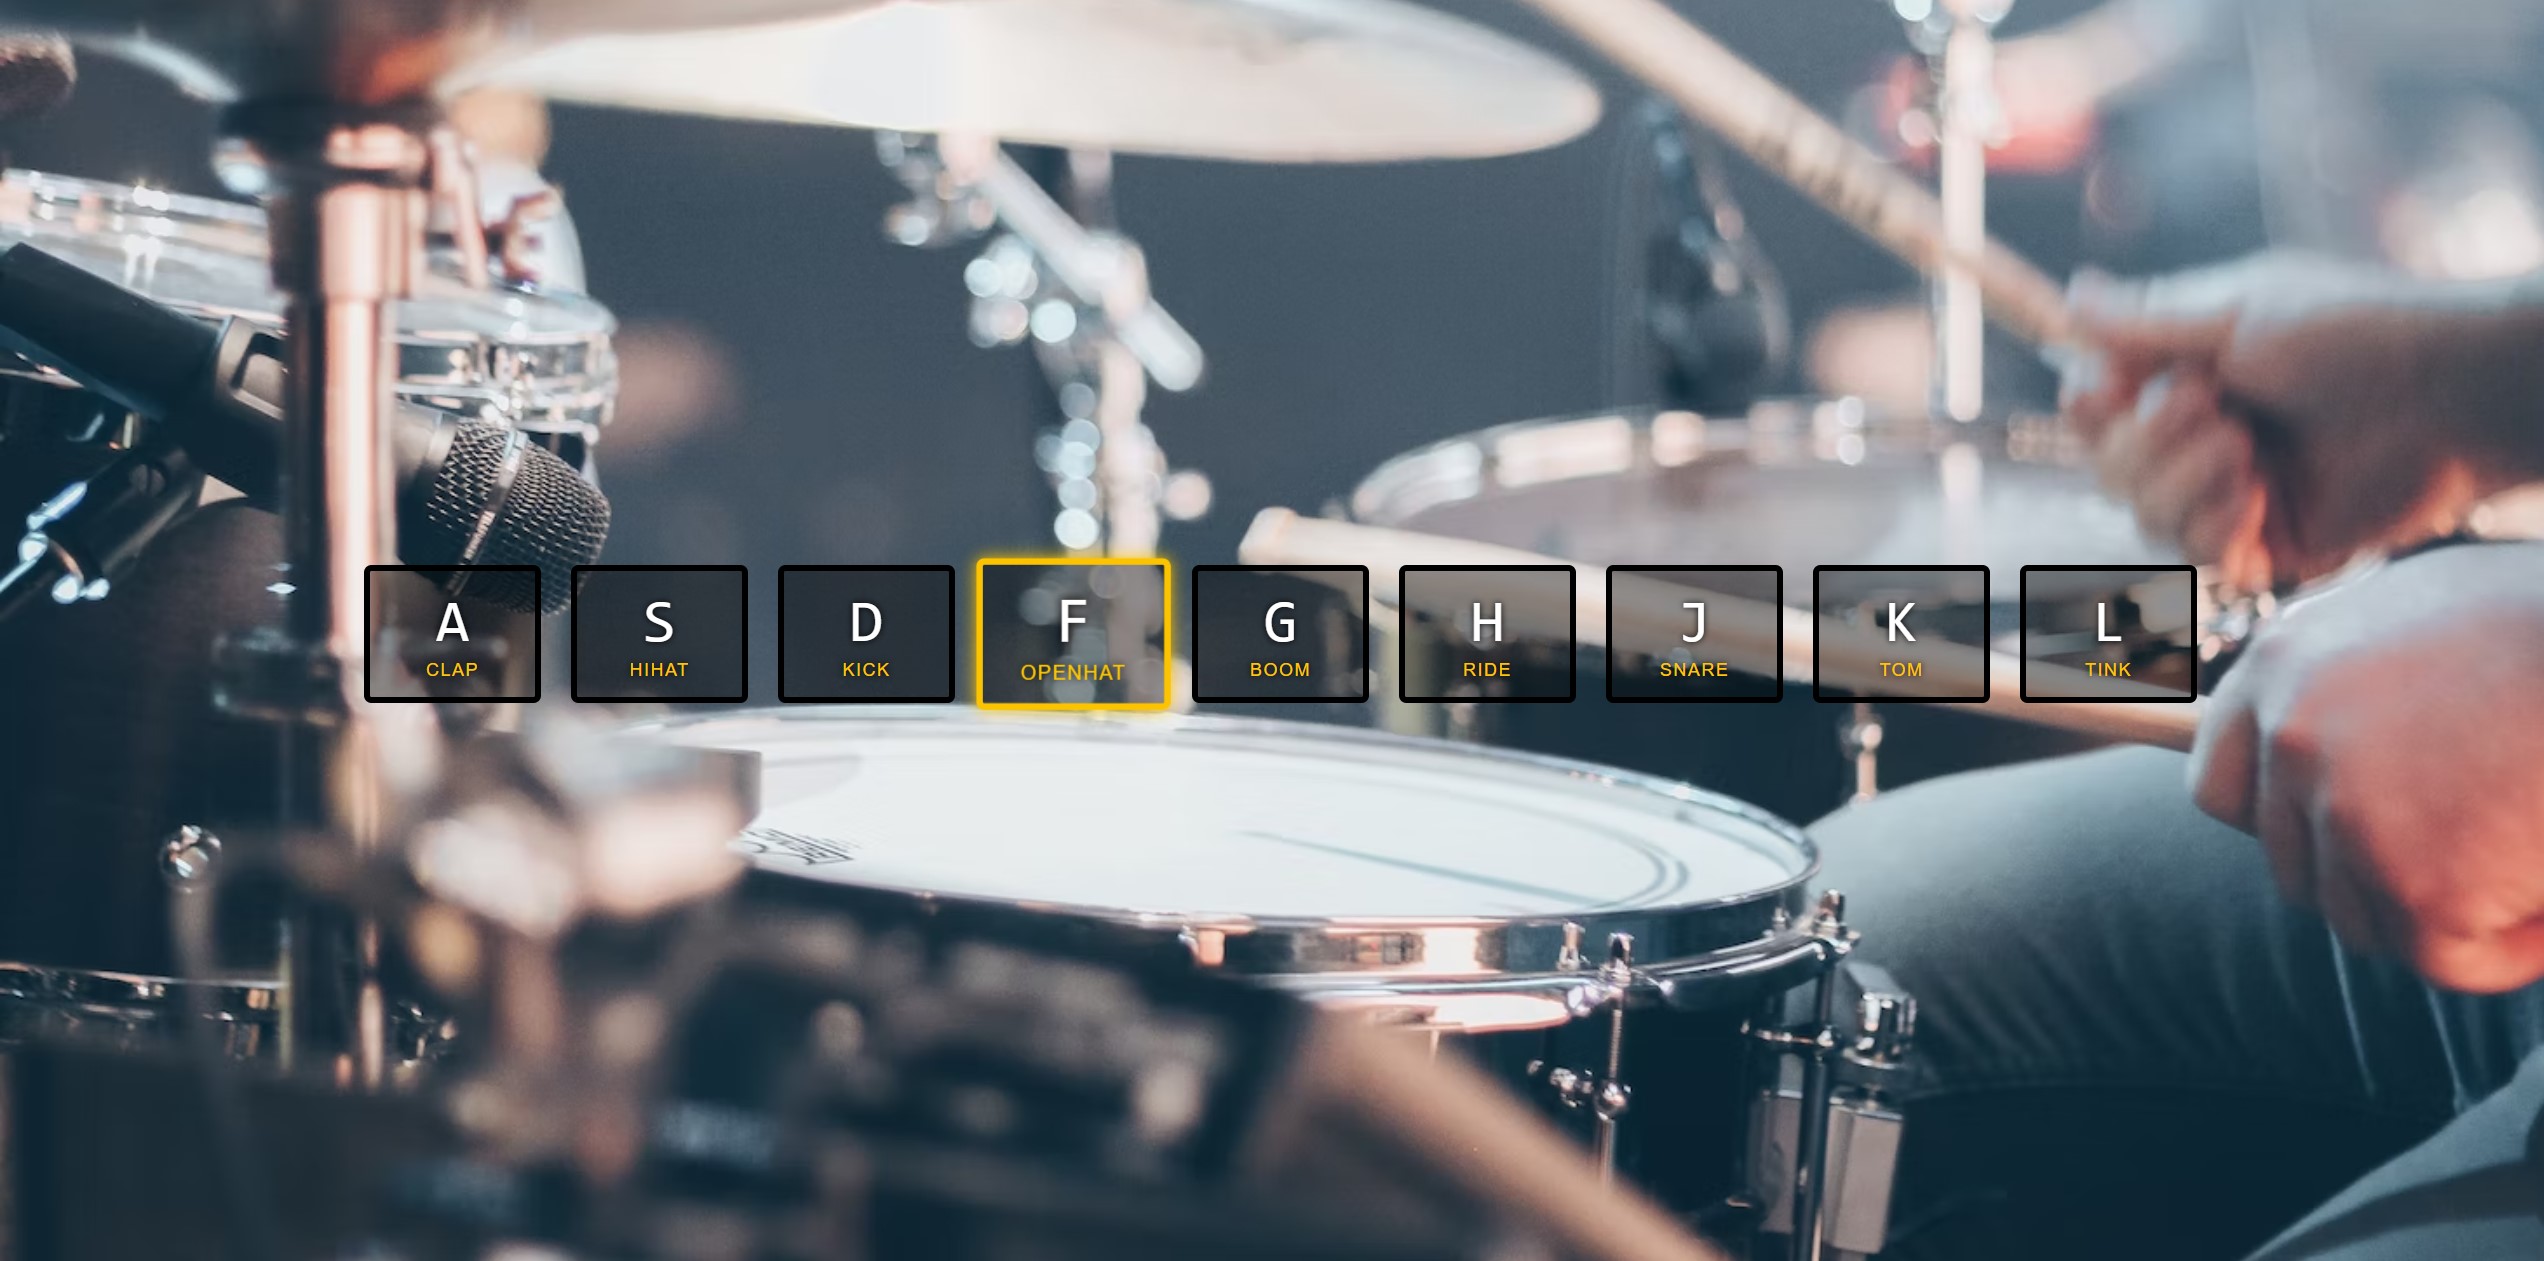 A S D F G H J K L
CLAP HIHAT KICK OPENHAT BOOM RIDE SNARE TOM TINK